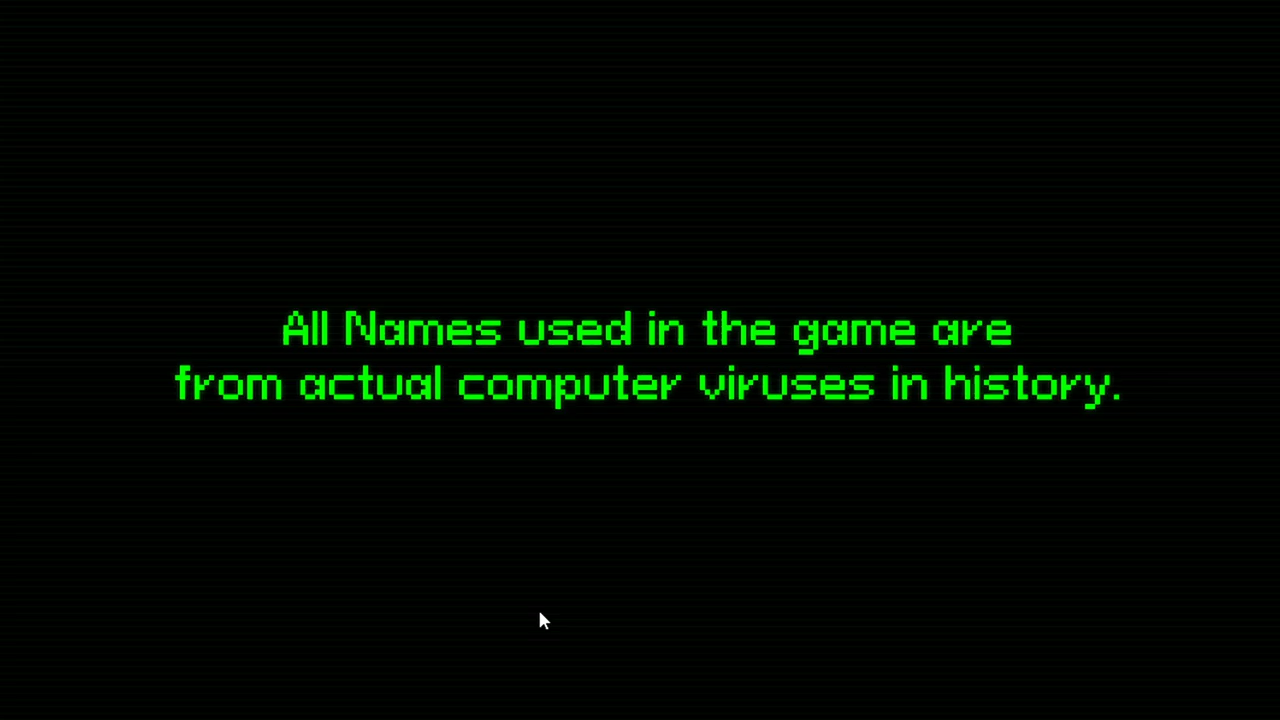 All Names used in the game are
from actual computer viruses in history.